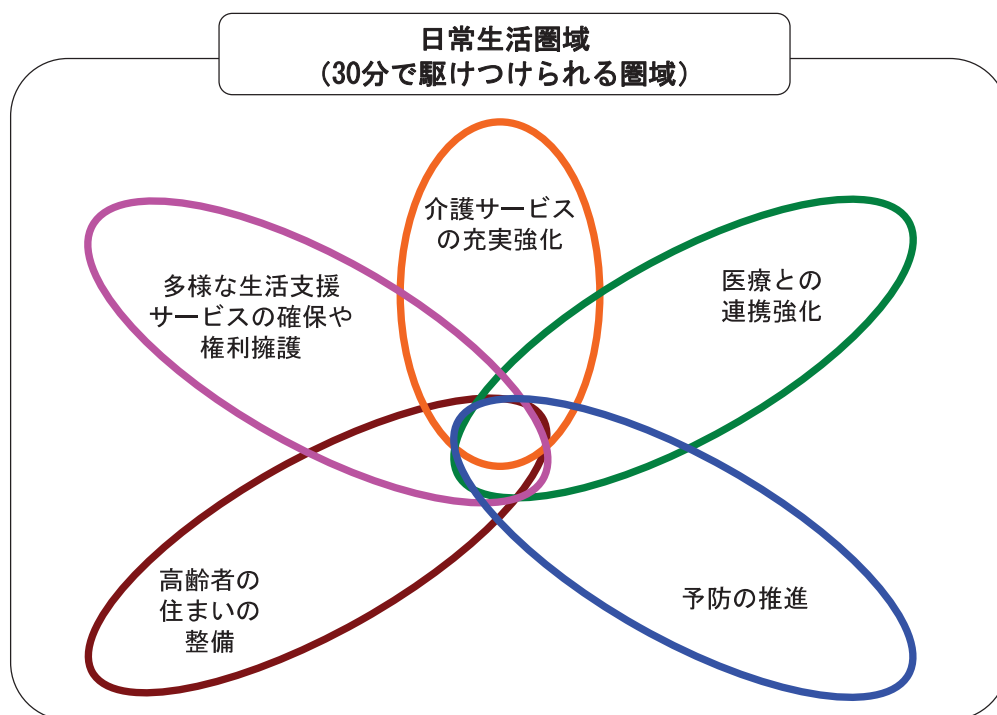 日常生活圏域
(30分で駆けつけられる圏域)
介護サービス
の充実強化
多様な生活支援
サービスの確保や
権利擁護
医療との
連携強化
高齢者の
住まいの
整備
予防の推進